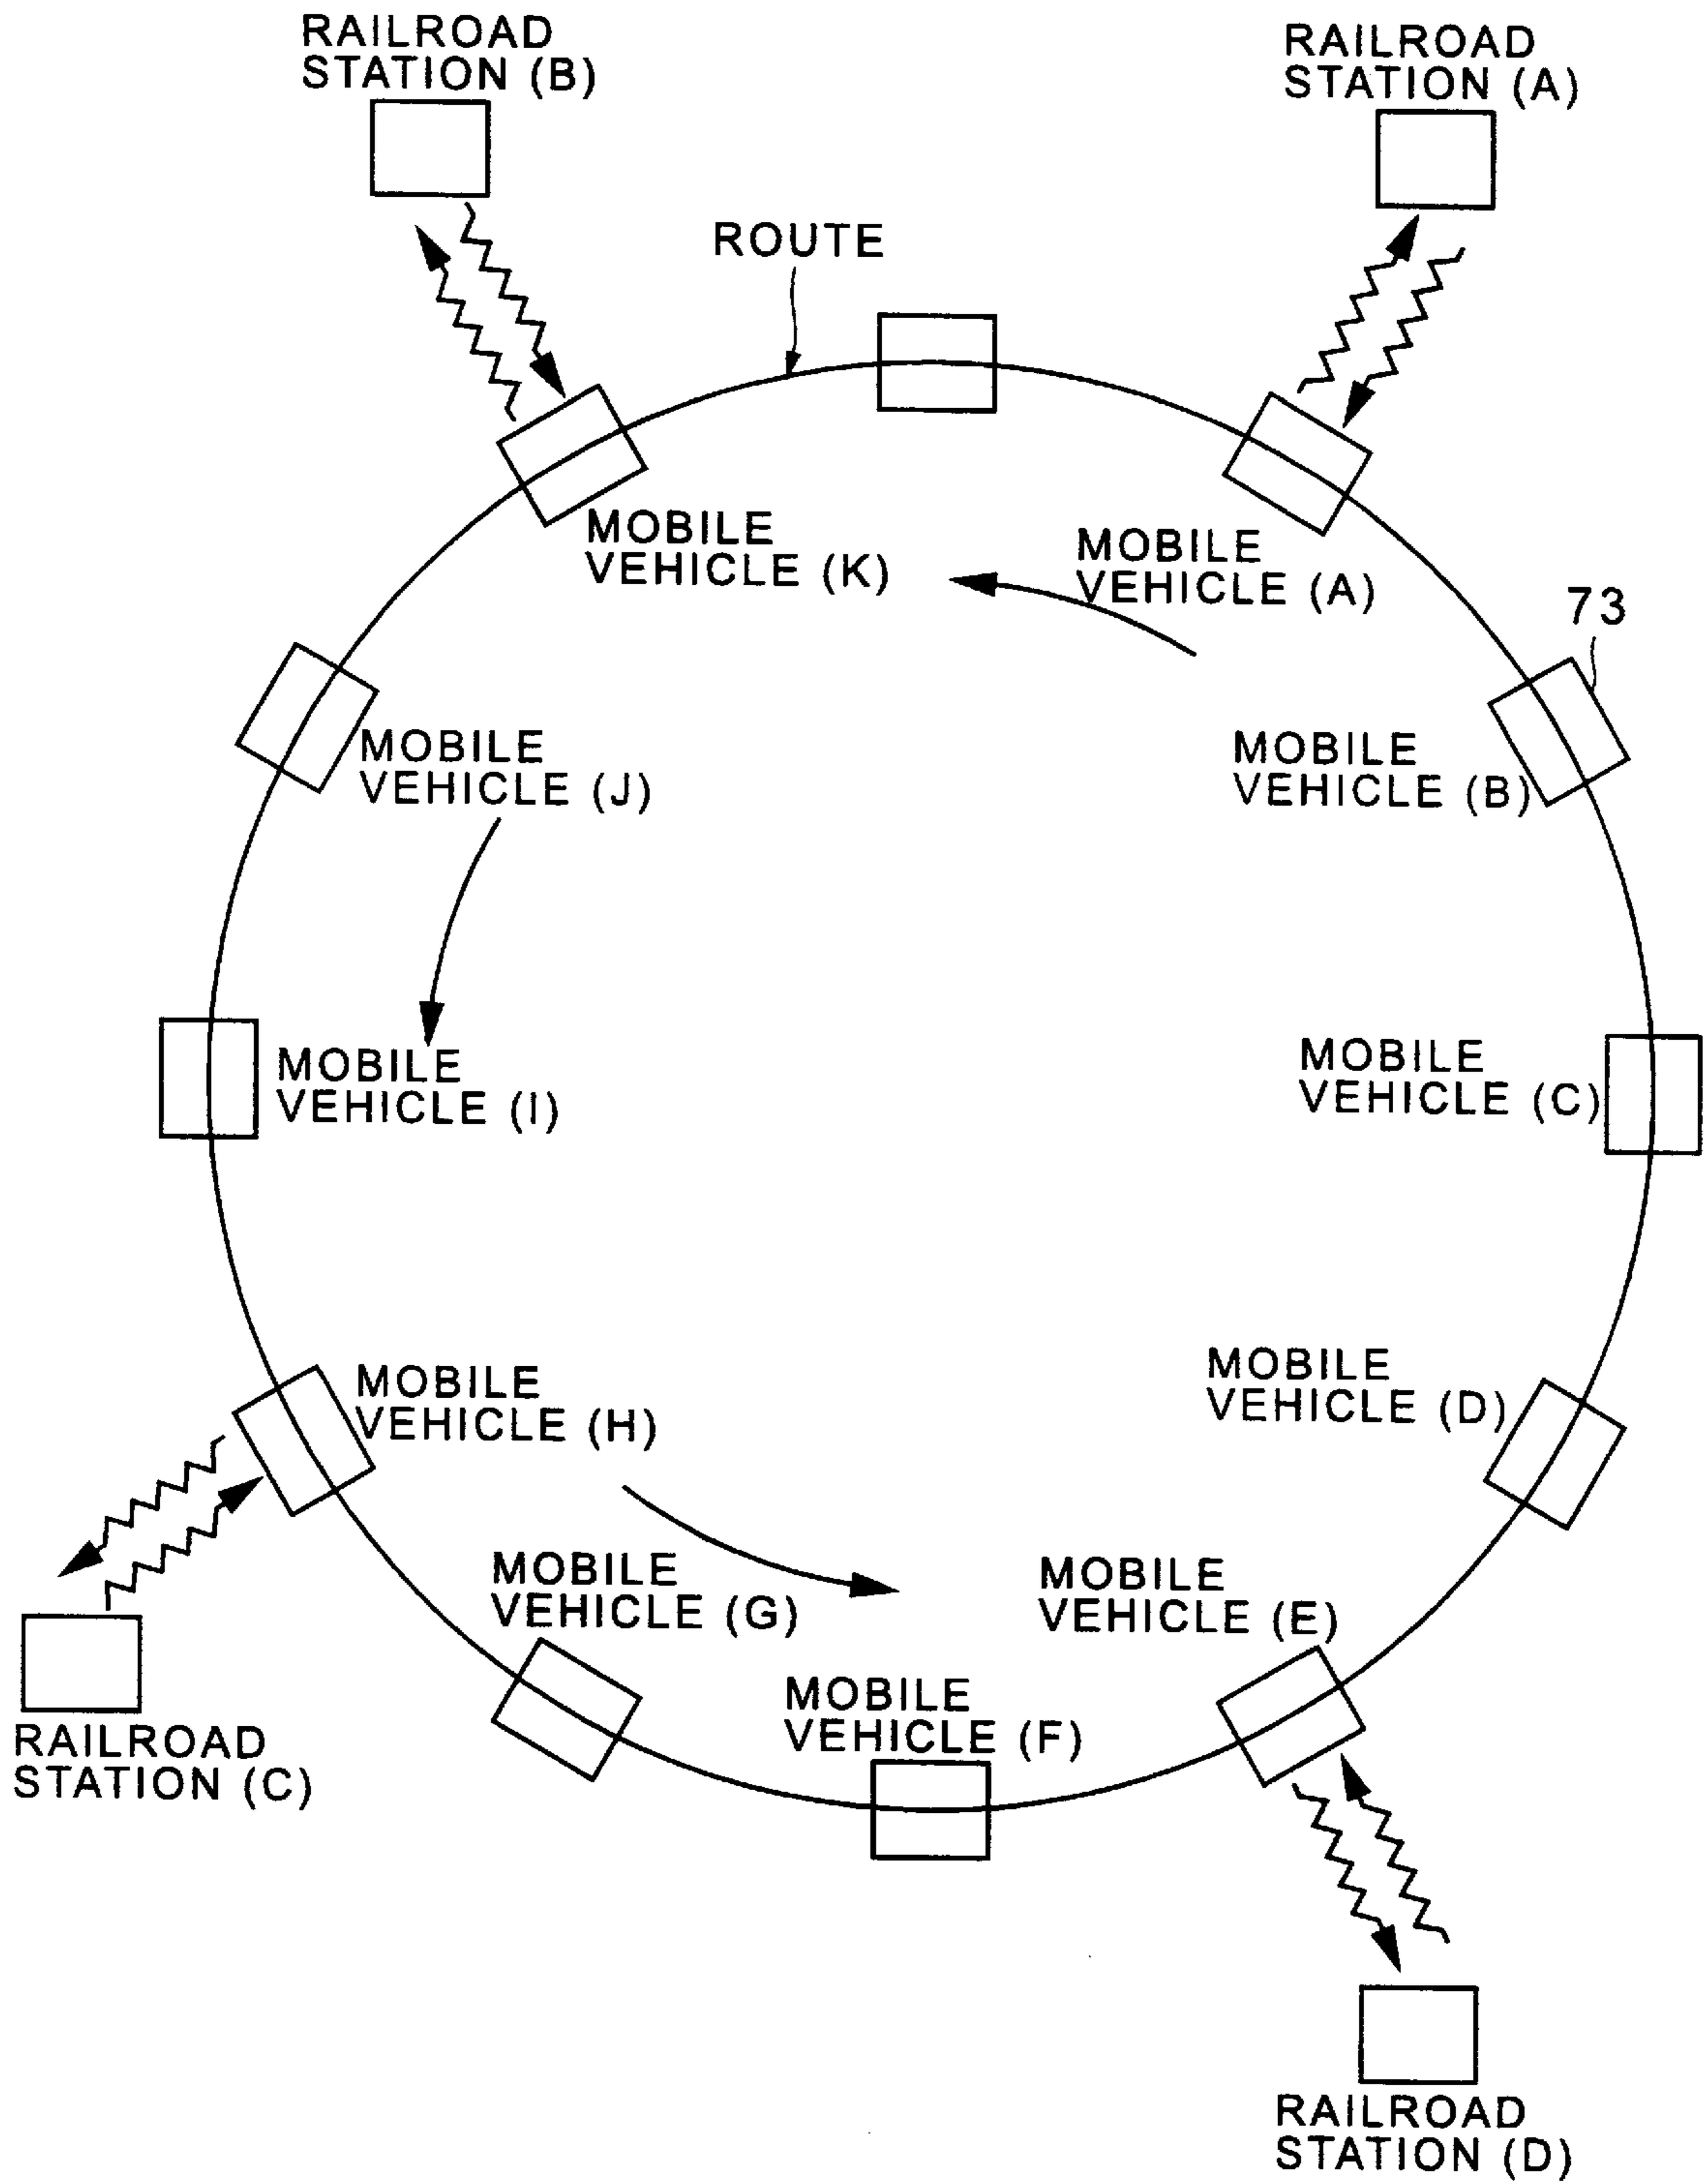 RAILROAD
STATION (B)
RAILROAD
STATION (A)
ROUTE
MOBILE
VEHICLE (K)
MOBILE
VEHICLE (A)
73
MOBILE
VEHICLE (J)
MOBILE
VEHICLE (B)
MOBILE
VEHICLE (I)
MOBILE
VEHICLE (C)
MOBILE
VEHICLE (H)
MOBILE
VEHICLE (D)
MOBILE
VEHICLE (G)
MOBILE
VEHICLE (E)
MOBILE
VEHICLE (F)
RAILROAD
STATION (C)
RAILROAD
STATION (D)